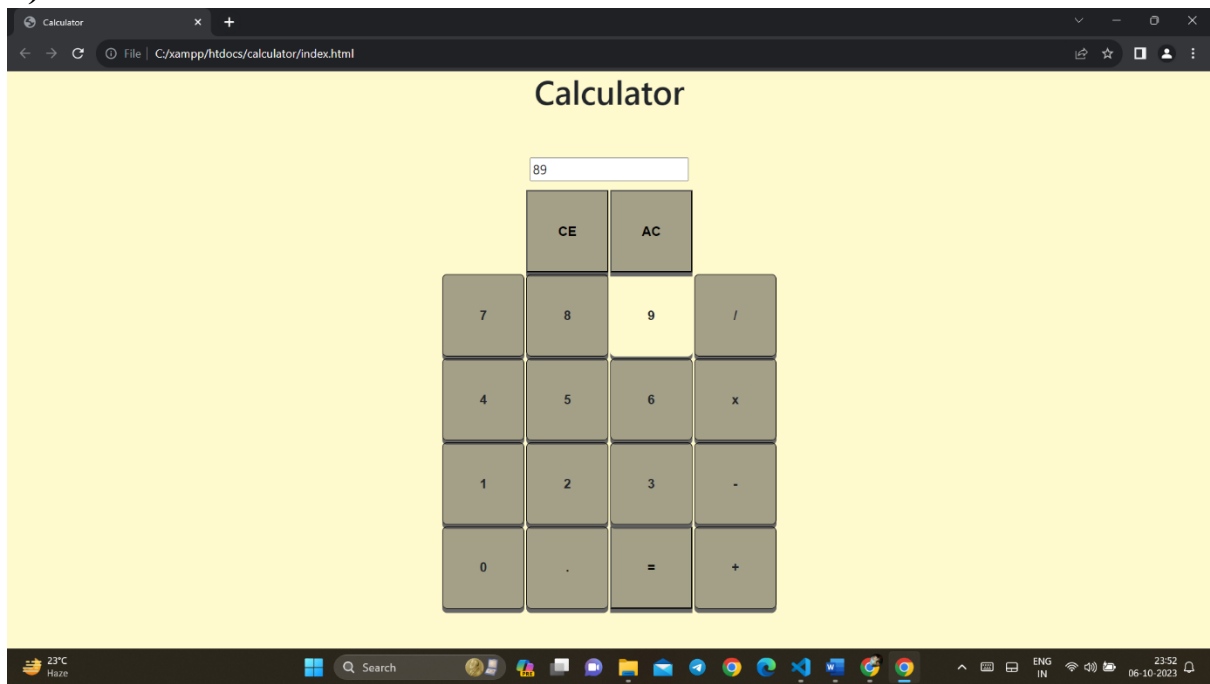 Calculator
File | C:/xampp/htdocs/calculator/index.html
Calculator
89
CE AC
7 8 9 /
4 5 6 x
1 2 3 -
0 . = +
23°C
Haze
Search
PRE
ENG
IN
23:52
06-10-2023